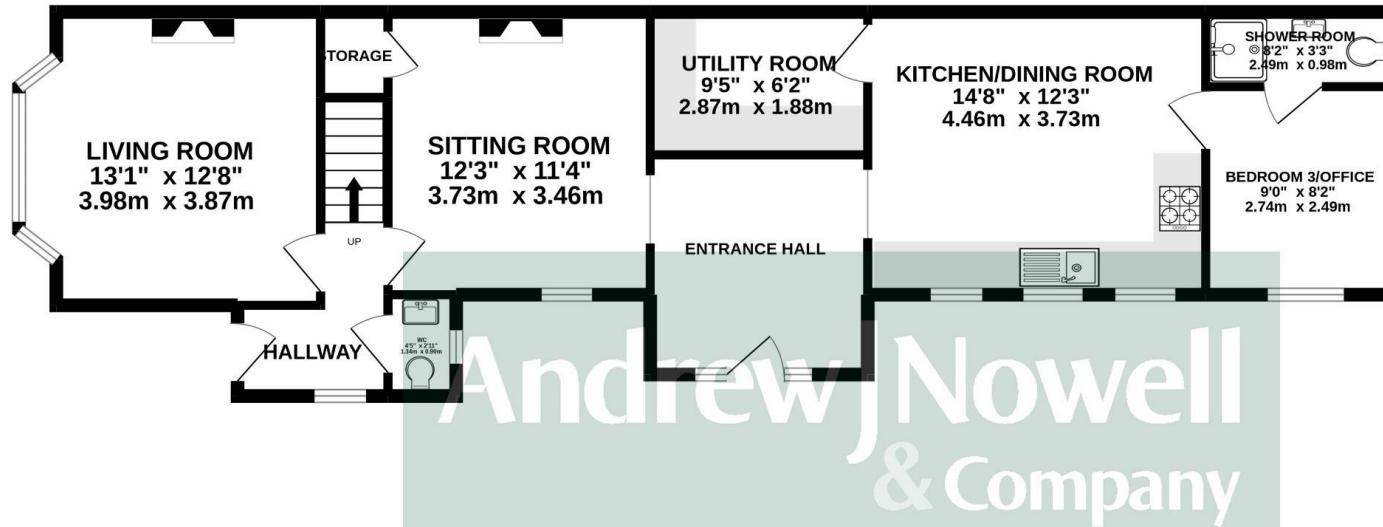 LIVING ROOM
13'1" x 12'8"
3.98m x 3.87m
STORAGE
UP
SITTING ROOM
12'3" x 11'4"
3.73m x 3.46m
UTILITY ROOM
9'5" x 6'2"
2.87m x 1.88m
KITCHEN/DINING ROOM
14'8" x 12'3"
4.46m x 3.73m
SHOWER ROOM
8'2" x 3'3"
2.49m x 0.98m
BEDROOM 3/OFFICE
9'0" x 8'2"
2.74m x 2.49m
ENTRANCE HALL
HALLWAY
WC
4'5" x 2'11"
1.34m x 0.90m
Andrew J Nowell
& Company